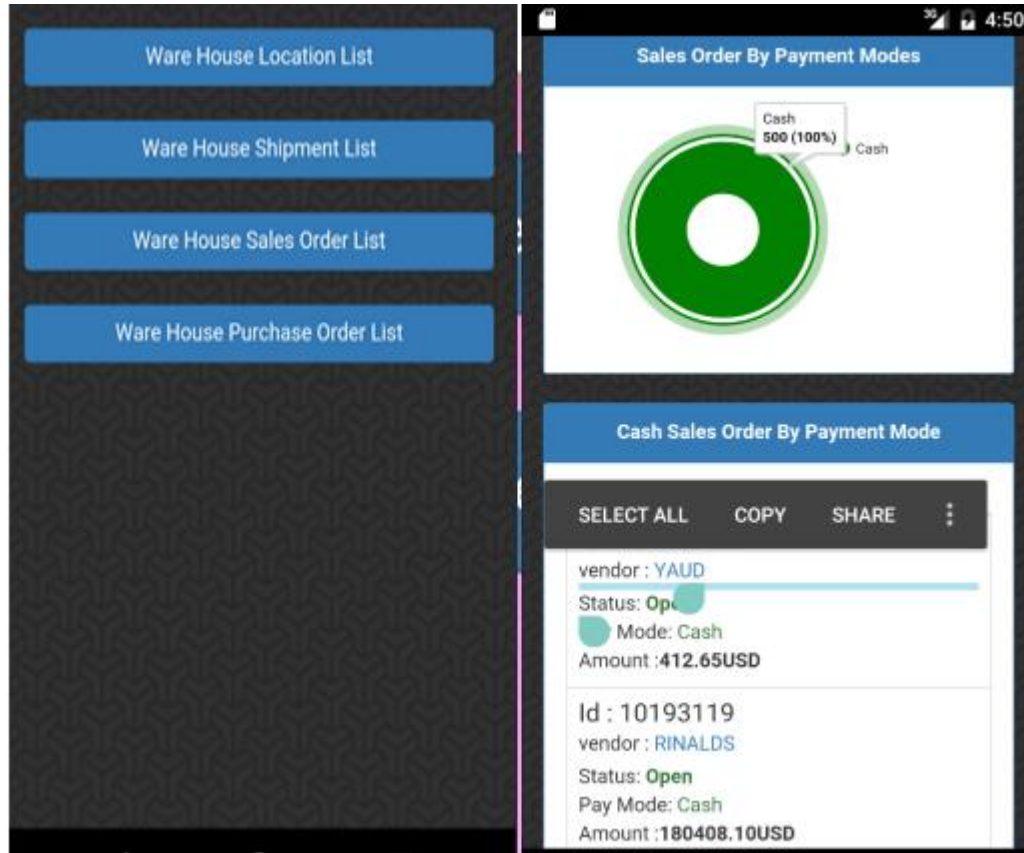 Ware House Location List
Ware House Shipment List
Ware House Sales Order List
Ware House Purchase Order List
3G 4:50
Sales Order By Payment Modes
Cash
500 (100%)
Cash
Cash Sales Order By Payment Mode
SELECT ALL COPY SHARE
vendor : YAUD
Status: Open
Mode: Cash
Amount :412.65USD
Id : 10193119
vendor : RINALDS
Status: Open
Pay Mode: Cash
Amount :180408.10USD